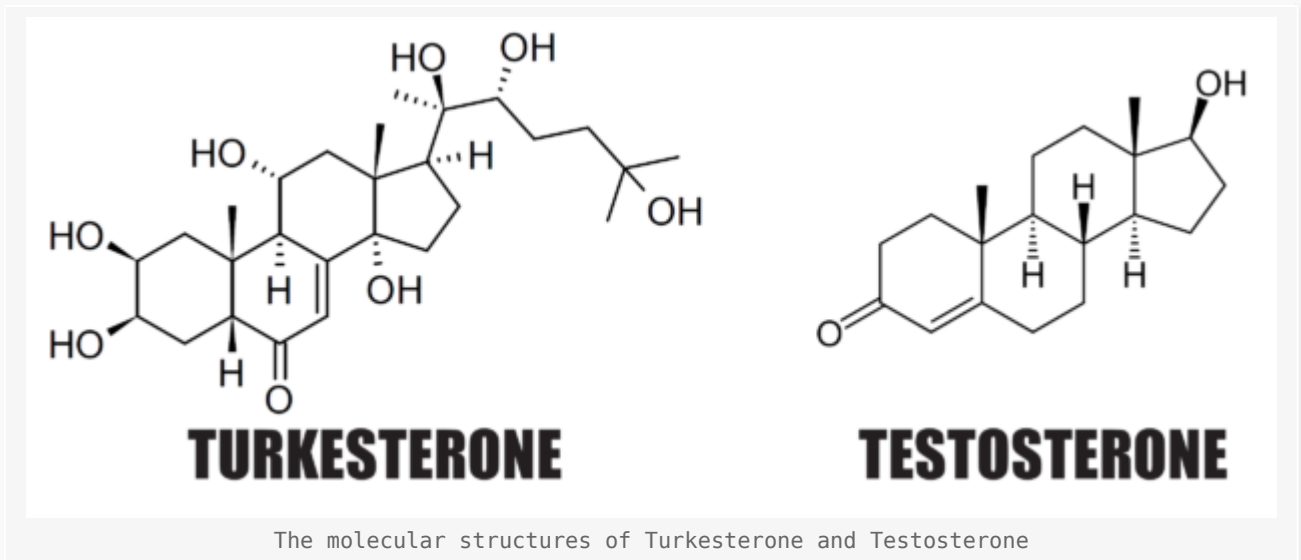 HO OH
HO H
OH
HO
H OH
HO
H
O
TURKESTERONE
OH
H
H H
O
TESTOSTERONE
The molecular structures of Turkesterone and Testosterone